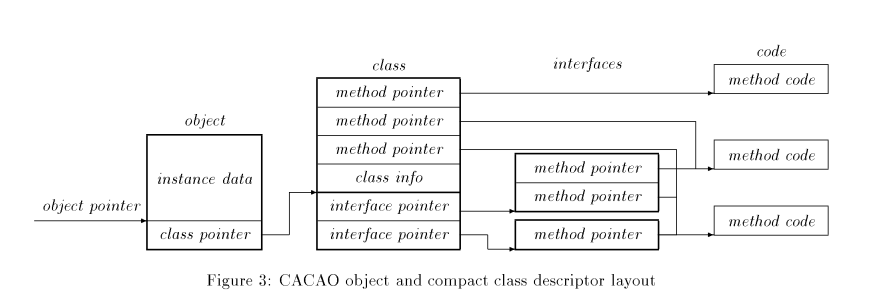 code
interfaces
class
method code
method pointer
object
method pointer
method pointer
method code
method pointer
instance data
class info
method pointer
object pointer
interface pointer
method code
class pointer
interface pointer
method pointer
Figure 3: CACAO object and compact class descriptor layout